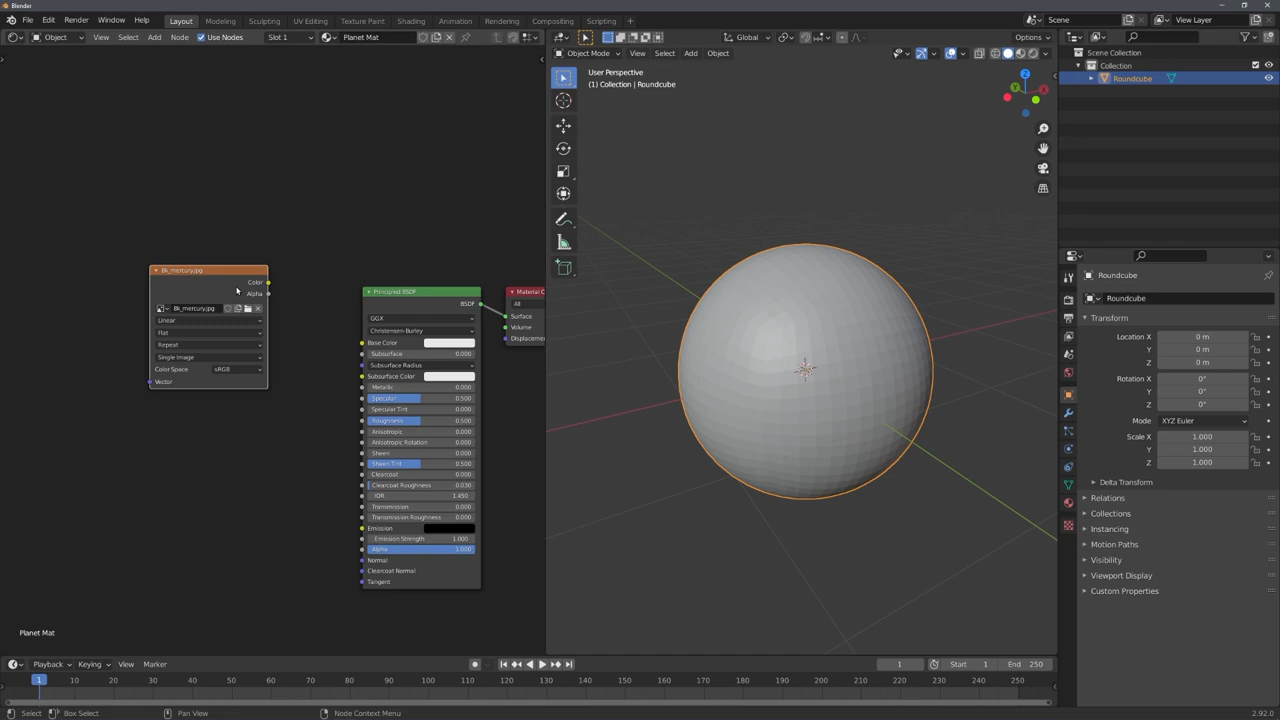 Blender
File Edit Render Window Help Layout Modeling Sculpting UV Editing Texture Paint Shading Animation Rendering Compositing Scripting + Scene View Layer
Object View Select Add Node Use Nodes Slot 1 Planet Mat Global Options
Object Mode View Select Add Object
Scene Collection
Collection
Roundcube
User Perspective
(1) Collection | Roundcube
Z
Y
X
8k_mercury.jpg
Color
Alpha
8k_mercury.jpg
Linear
Flat
Repeat
Single Image
Color Space sRGB
Vector
Principled BSDF
BSDF
GGX
Christensen-Burley
Base Color
Subsurface 0.000
Subsurface Radius
Subsurface Color
Metallic 0.000
Specular 0.500
Specular Tint 0.000
Roughness 0.500
Anisotropic 0.000
Anisotropic Rotation 0.000
Sheen 0.000
Sheen Tint 0.500
Clearcoat 0.000
Clearcoat Roughness 0.030
IOR 1.450
Transmission 0.000
Transmission Roughness 0.000
Emission
Emission Strength 1.000
Alpha 1.000
Normal
Clearcoat Normal
Tangent
Material O
All
Surface
Volume
Displacemen
Roundcube
Roundcube
Transform
Location X 0 m
Y 0 m
Z 0 m
Rotation X 0°
Y 0°
Z 0°
Mode XYZ Euler
Scale X 1.000
Y 1.000
Z 1.000
Delta Transform
Relations
Collections
Instancing
Motion Paths
Visibility
Viewport Display
Custom Properties
Planet Mat
Playback Keying View Marker 1 Start 1 End 250
1 10 20 30 40 50 60 70 80 90 100 110 120 130 140 150 160 170 180 190 200 210 220 230 240 250
Select Box Select Pan View Node Context Menu 2.92.0